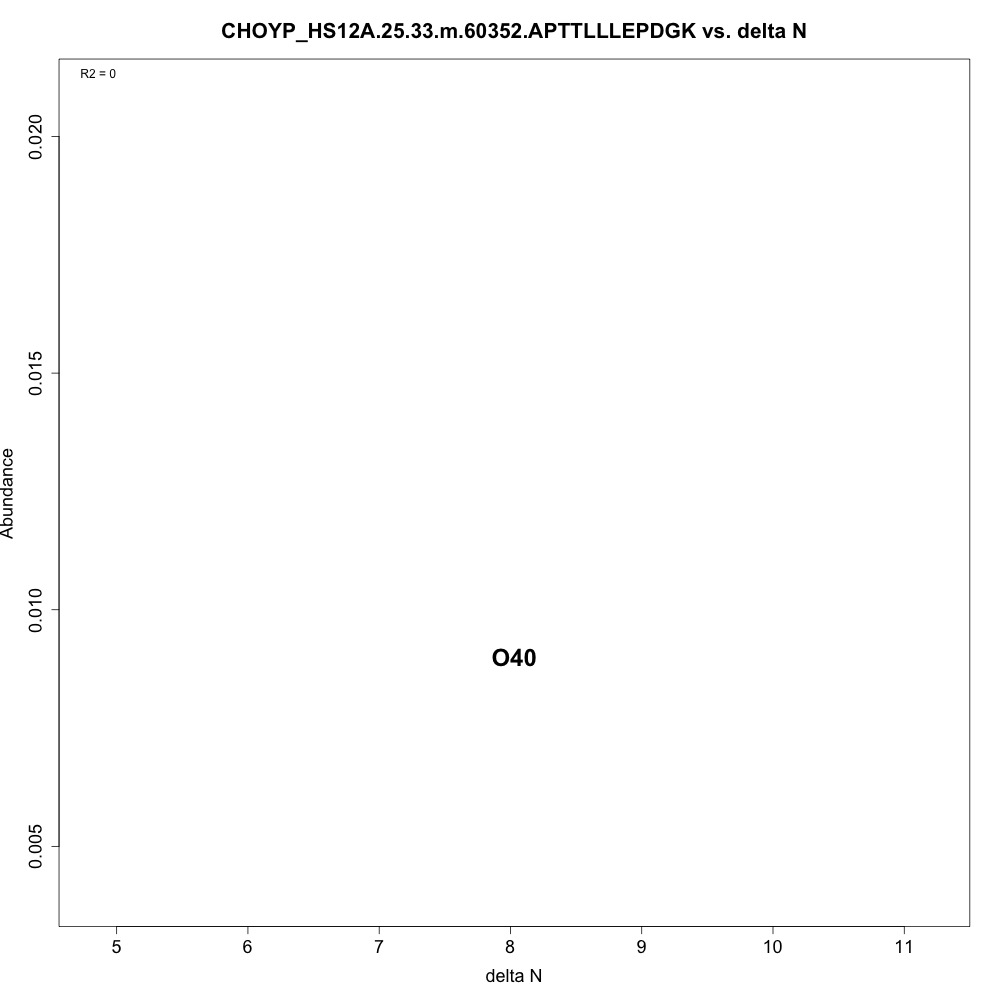 CHOYP_HS12A.25.33.m.60352.APTTLLLEPDGK vs. delta N
R2 = 0
0.020
0.015
Abundance
0.010
O40
0.005
5 6 7 8 9 10 11
delta N